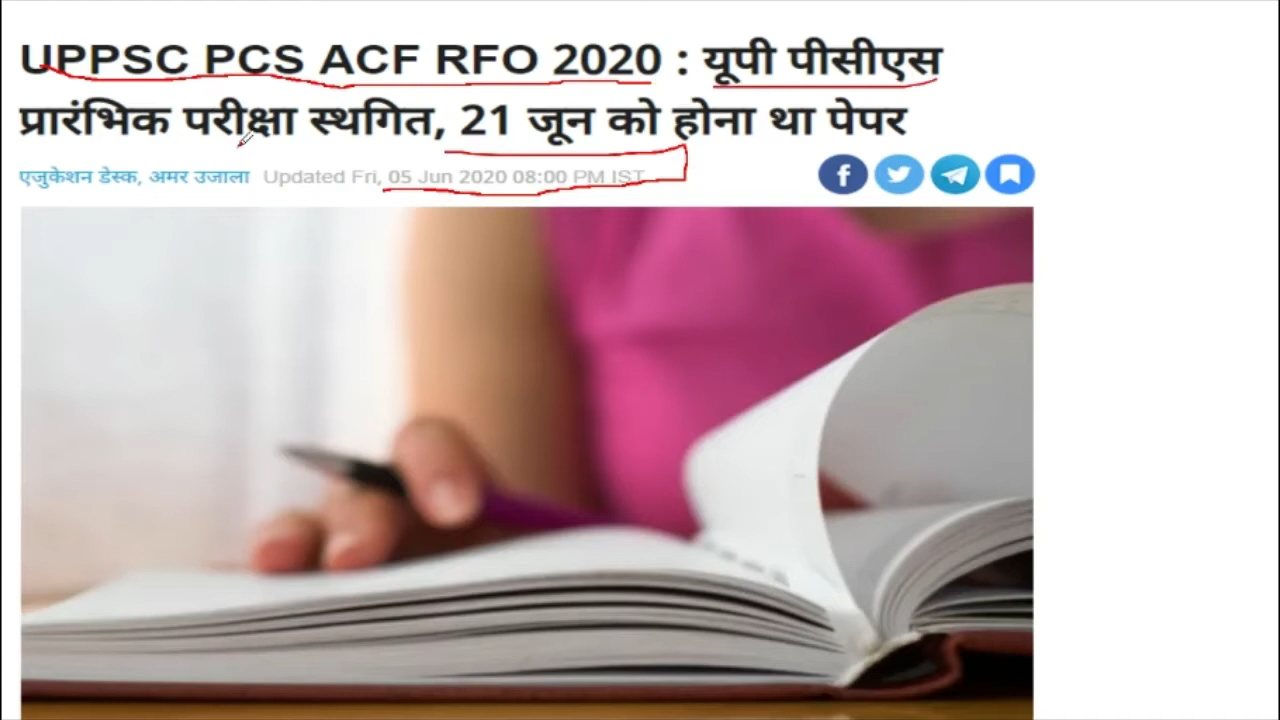 UPPSC PCS ACF RFO 2020 : यूपी पीसीएस
प्रारंभिक परीक्षा स्थगित, 21 जून को होना था पेपर
एजुकेशन डेस्क, अमर उजाला Updated Fri, 05 Jun 2020 08:00 PM IST